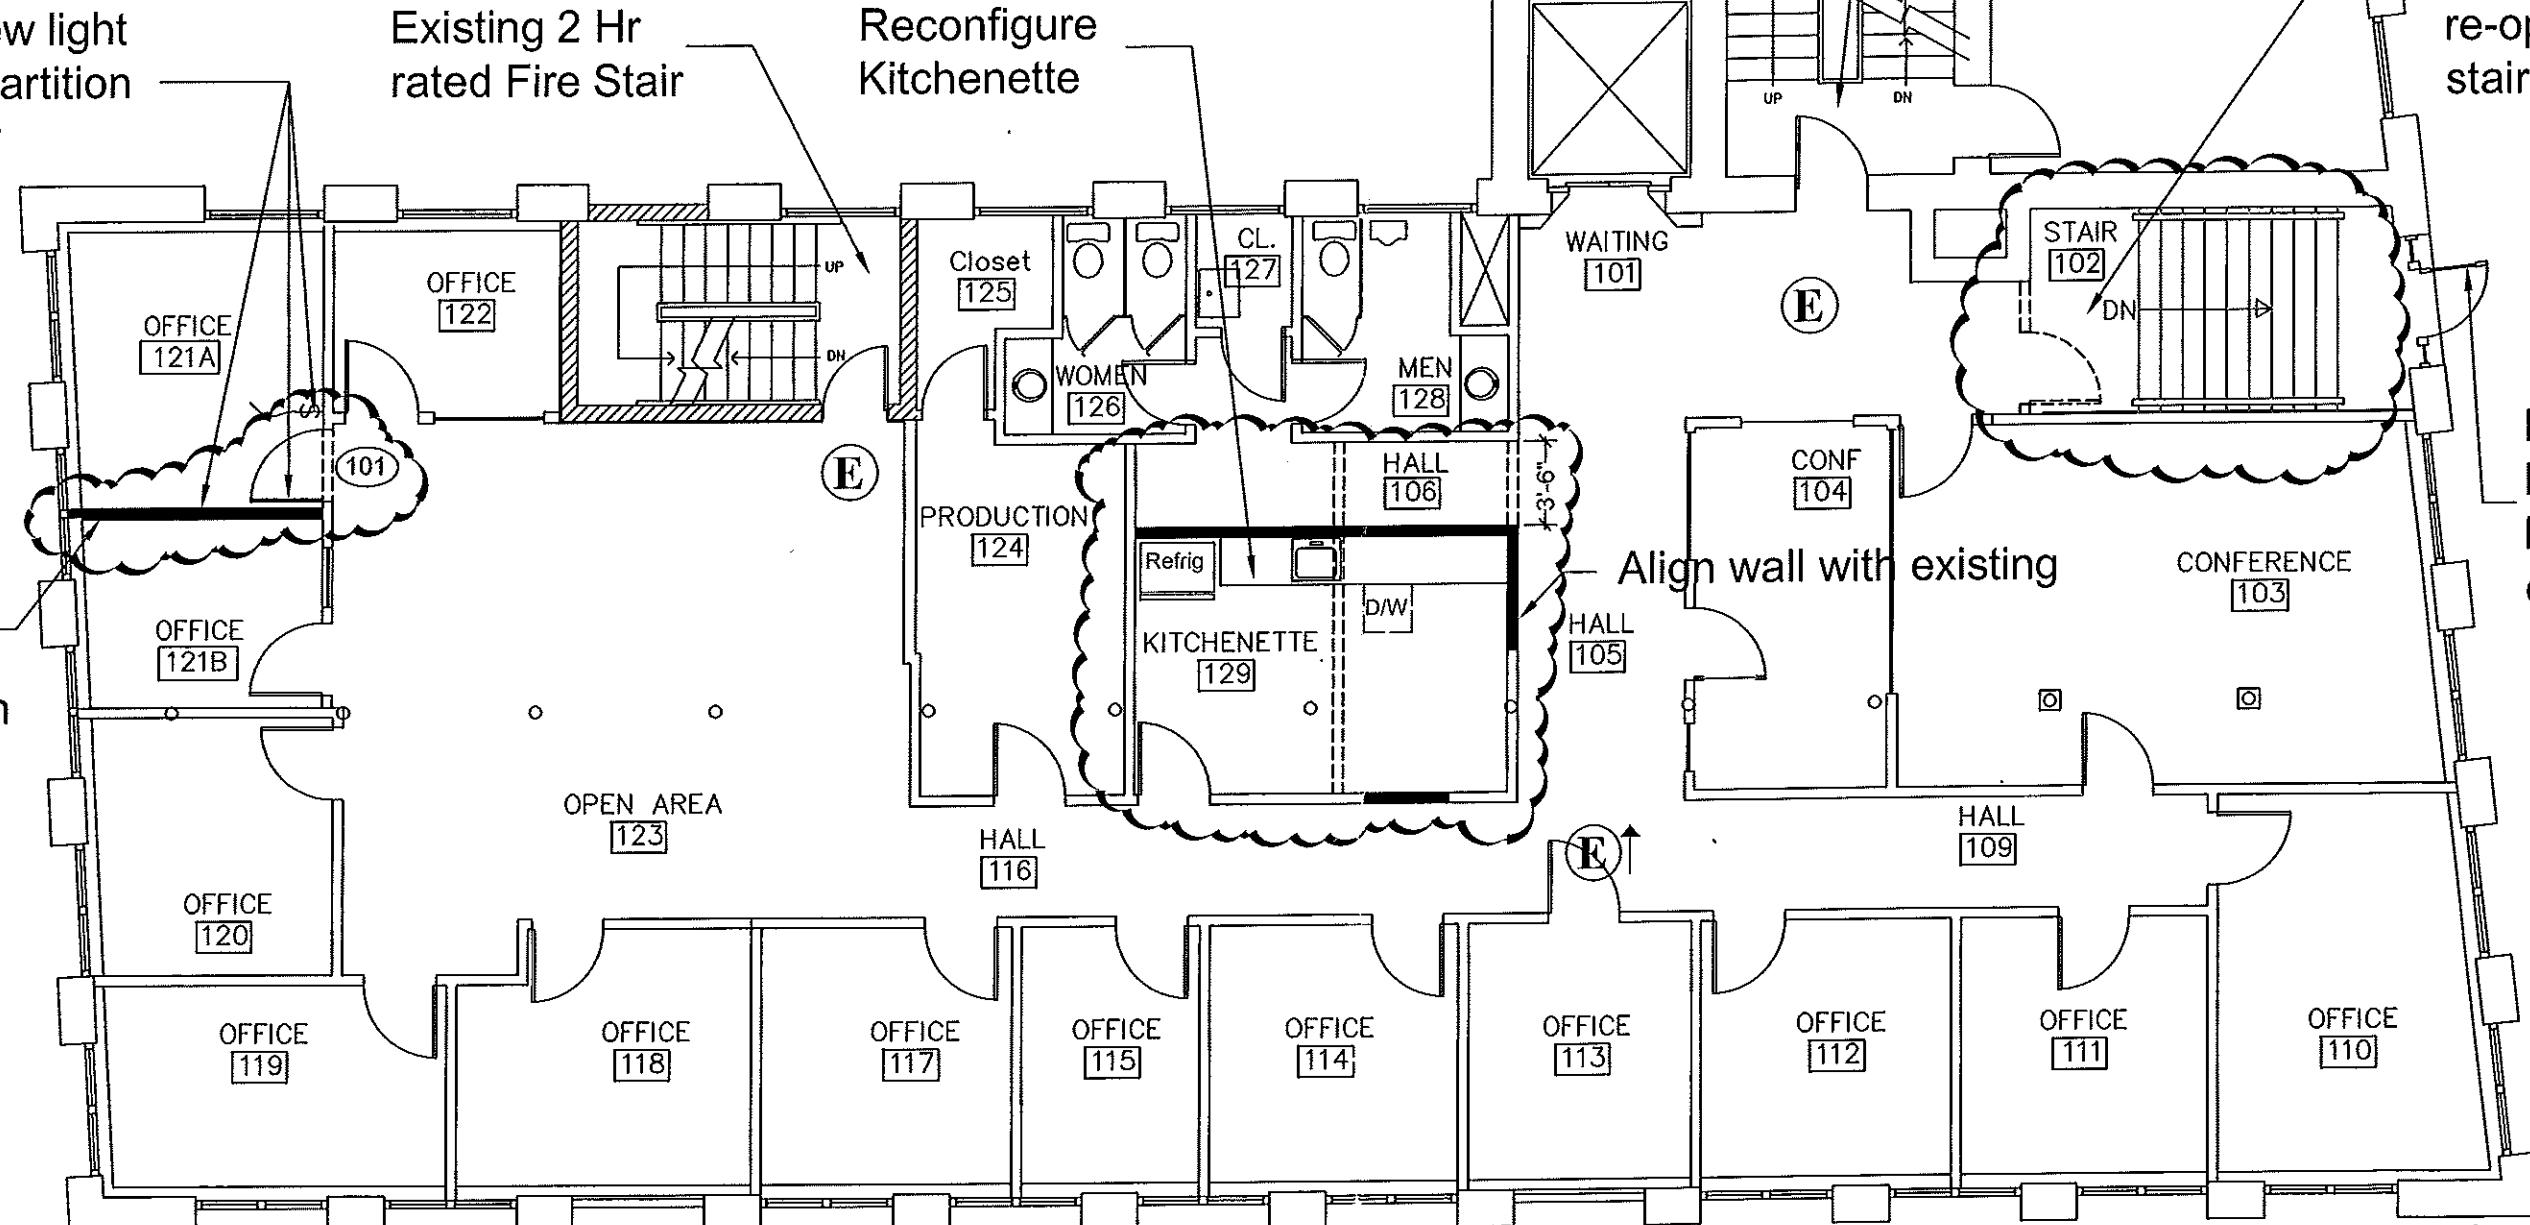 ew light
artition
Existing 2 Hr
rated Fire Stair
Reconfigure
Kitchenette
re-op
stair
UP
DN
OFFICE
121A
OFFICE
122
UP
DN
Closet
125
WOMEN
126
CL.
127
MEN
128
WAITING
101
E
STAIR
102
DN
101
S
E
PRODUCTION
124
HALL
106
3'-6"
CONF
104
Refrig
D/W
Align wall with existing
CONFERENCE
103
OFFICE
121B
KITCHENETTE
129
HALL
105
OPEN AREA
123
HALL
116
E
HALL
109
OFFICE
120
OFFICE
119
OFFICE
118
OFFICE
117
OFFICE
115
OFFICE
114
OFFICE
113
OFFICE
112
OFFICE
111
OFFICE
110